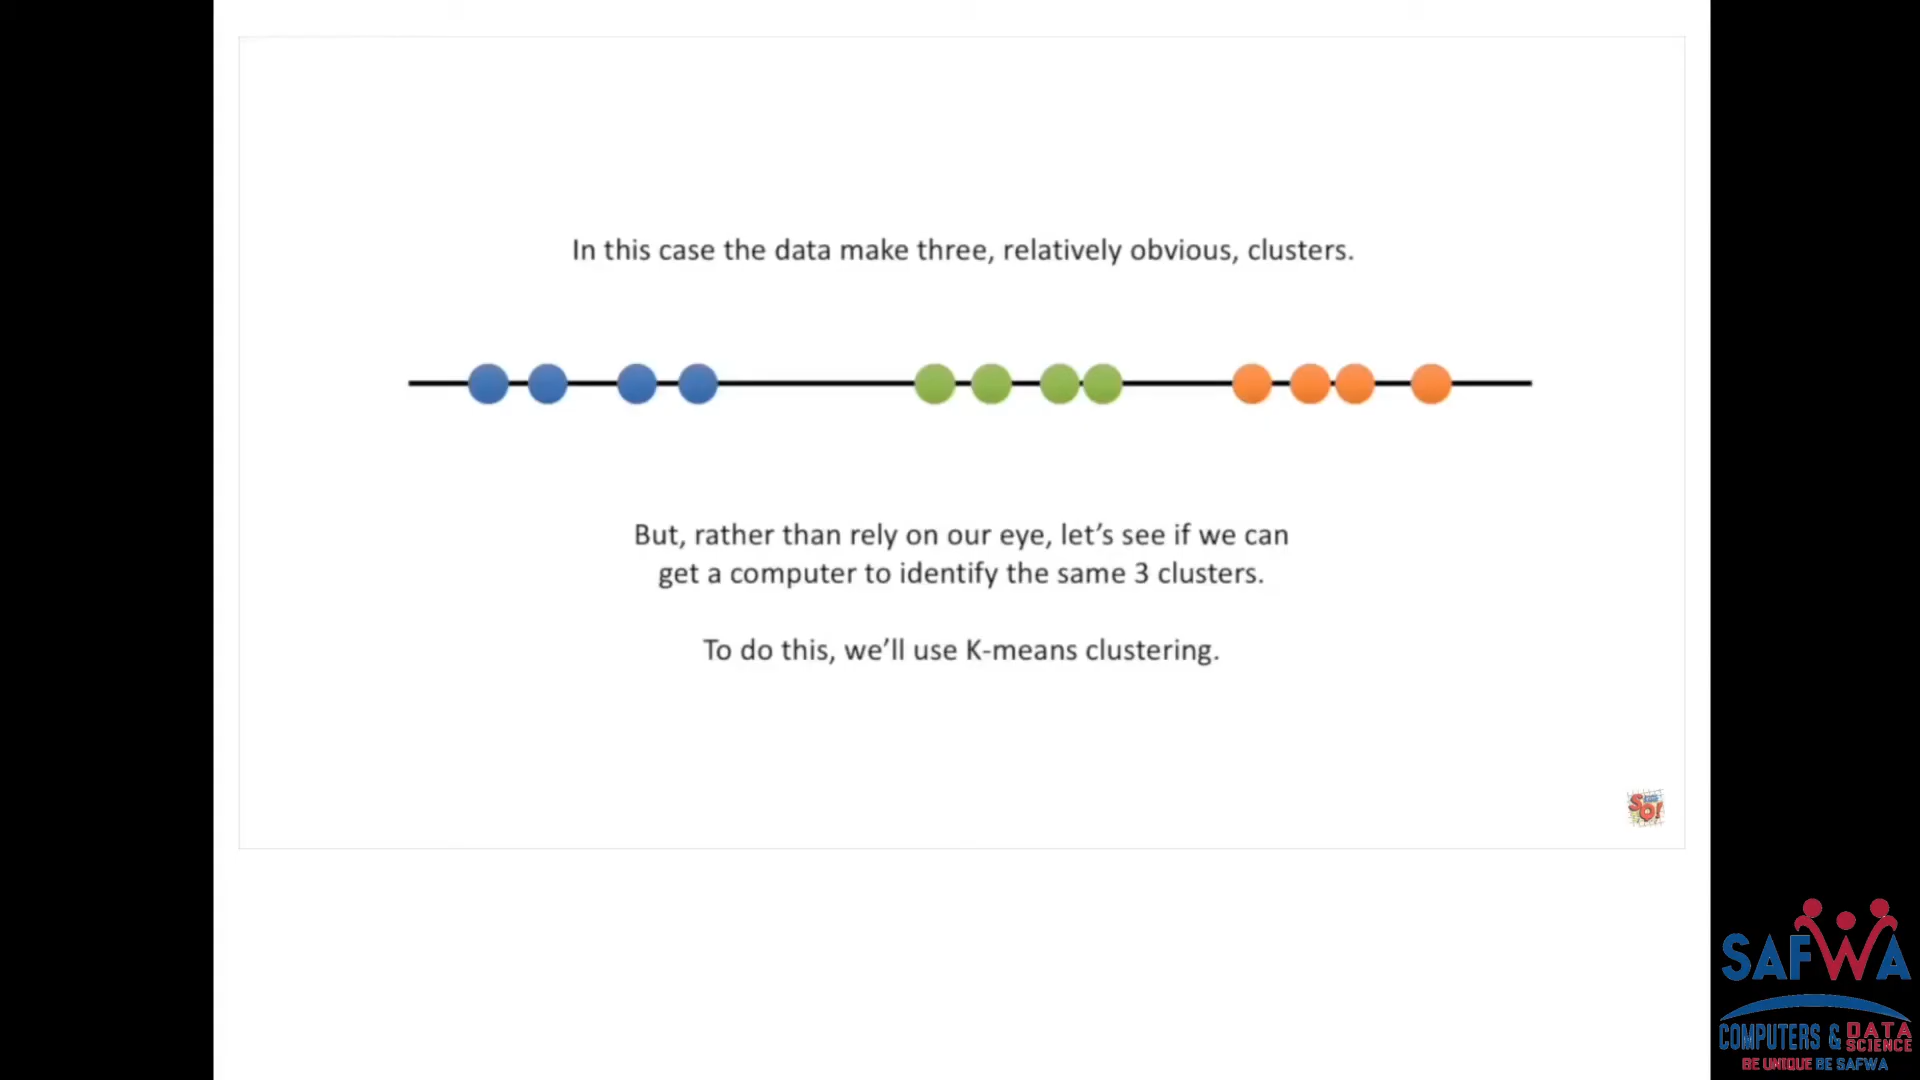 In this case the data make three, relatively obvious, clusters.
But, rather than rely on our eye, let's see if we can
get a computer to identify the same 3 clusters.
To do this, we'll use K-means clustering.
SQ!
SAFWA
COMPUTERS & DATA SCIENCE
BE UNIQUE BE SAFWA